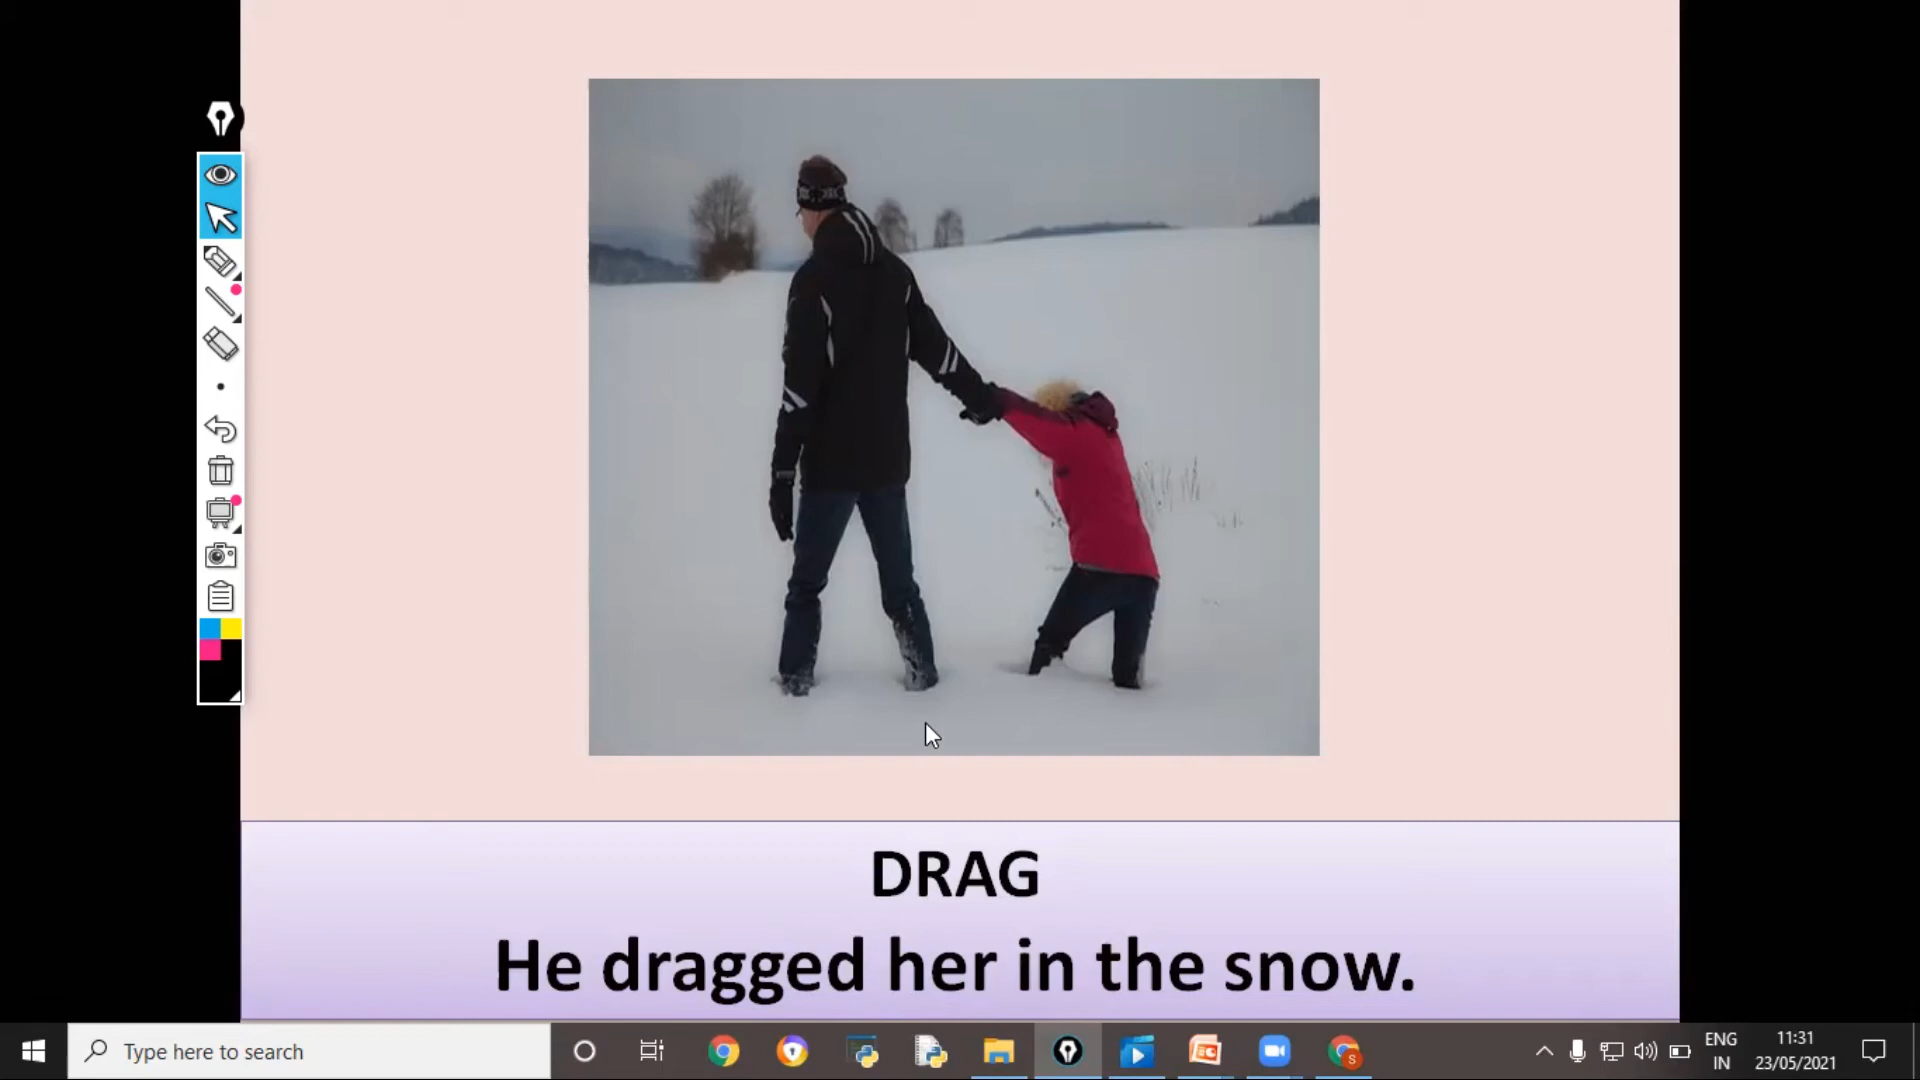 DRAG
He dragged her in the snow.
Type here to search
ENG
IN
11:31
23/05/2021